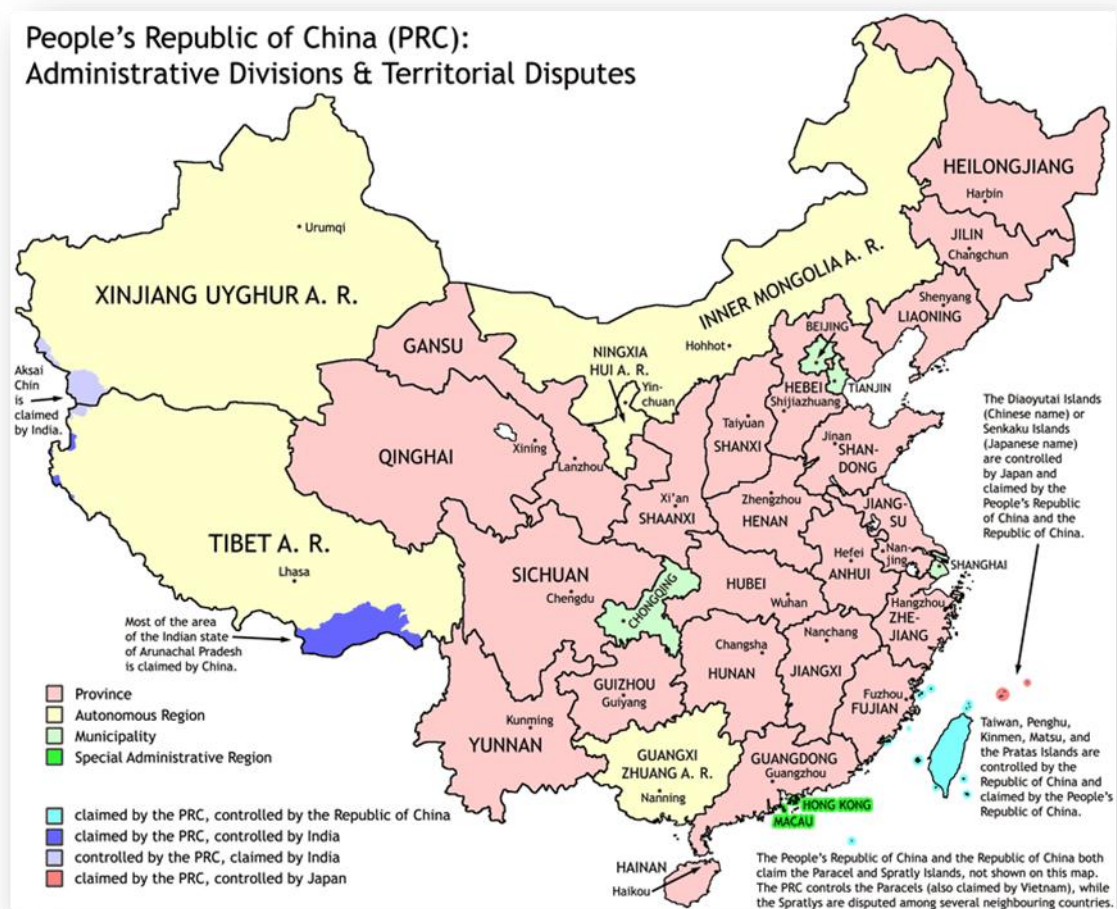 People's Republic of China (PRC):
Administrative Divisions & Territorial Disputes
HEILONGJIANG
Harbin
JILIN
Changchun
Shenyang
LIAONING
Urumqi
XINJIANG UYGHUR A. R.
INNER MONGOLIA A. R.
Hohhot
BEIJING
TIANJIN
HEBEI
Shijiazhuang
GANSU
NINGXIA
HUI A. R.
Yin-
chuan
Aksai
Chin
is
claimed
by India.
Taiyuan
SHANXI
Jinan
SHAN-
DONG
The Diaoyutai Islands
(Chinese name) or
Senkaku Islands
(Japanese name)
are controlled
by Japan and
claimed by the
People's Republic
of China and the
Republic of China.
QINGHAI
Xining
Lanzhou
Xi'an
SHAANXI
Zhengzhou
HENAN
JIANG-
SU
Nan-
jing
Hefei
ANHUI
SHANGHAI
TIBET A. R.
Lhasa
SICHUAN
Chengdu
CHONGQING
HUBEI
Wuhan
Hangzhou
ZHE-
JIANG
Most of the area
of the Indian state
of Arunachal Pradesh
is claimed by China.
Changsha
HUNAN
Nanchang
JIANGXI
GUIZHOU
Guiyang
Fuzhou
FUJIAN
Kunming
YUNNAN
GUANGXI
ZHUANG A. R.
Nanning
GUANGDONG
Guangzhou
HONG KONG
MACAU
HAINAN
Haikou
Taiwan, Penghu,
Kinmen, Matsu, and
the Pratas Islands are
controlled by the
Republic of China and
claimed by the People's
Republic of China.
Province
Autonomous Region
Municipality
Special Administrative Region
claimed by the PRC, controlled by the Republic of China
claimed by the PRC, controlled by India
controlled by the PRC, claimed by India
claimed by the PRC, controlled by Japan
The People's Republic of China and the Republic of China both
claim the Paracel and Spratly Islands, not shown on this map.
The PRC controls the Paracels (also claimed by Vietnam), while
the Spratlys are disputed among several neighbouring countries.